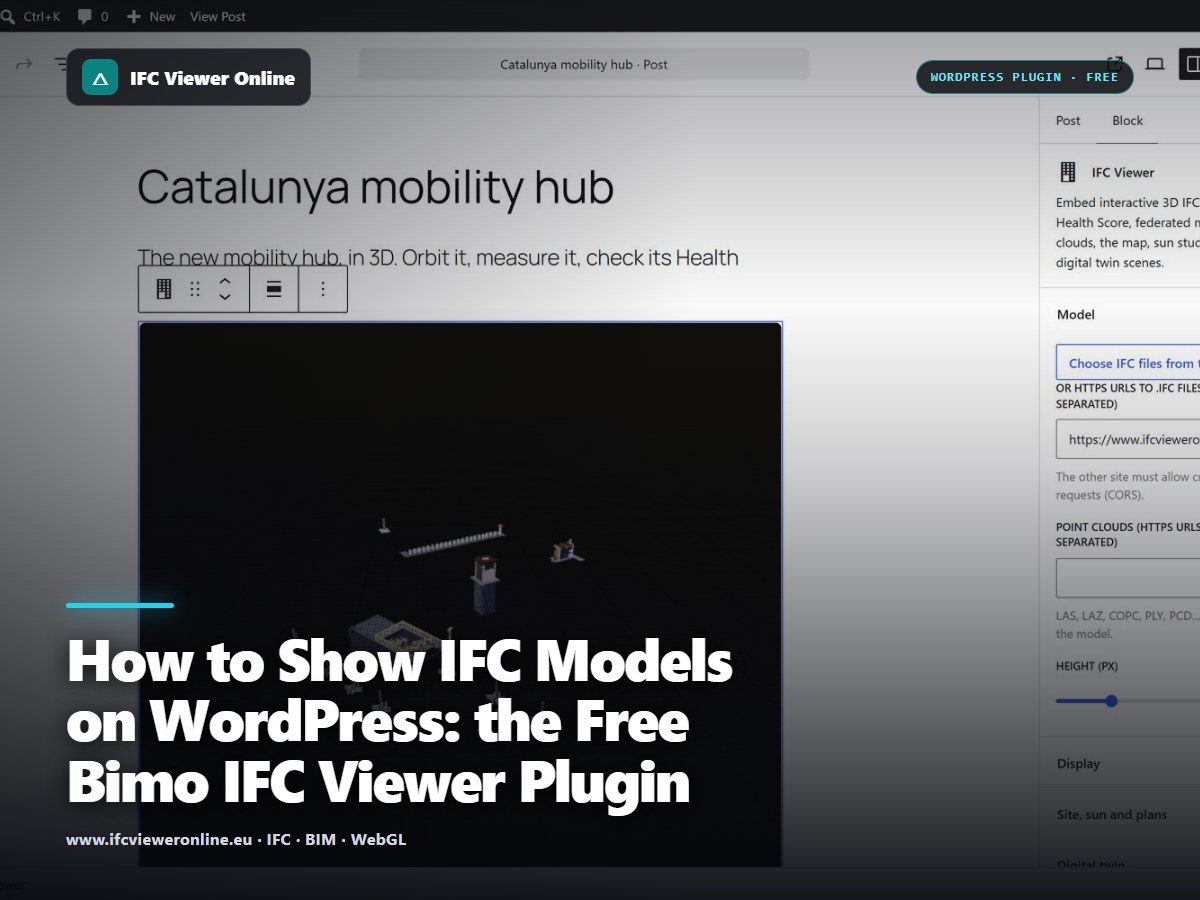 Ctrl+K 0 New View Post
IFC Viewer Online
Catalunya mobility hub · Post
WORDPRESS PLUGIN · FREE
Post Block
Catalunya mobility hub
The new mobility hub, in 3D. Orbit it, measure it, check its Health
IFC Viewer
Embed interactive 3D IFC
Health Score, federated
clouds, the map, sun
digital twin scenes.
Model
Choose IFC files from
OR HTTPS URLS TO .IFC FILES
SEPARATED)
https://www.ifcviewero
The other site must allow
requests (CORS).
POINT CLOUDS (HTTPS URLS
SEPARATED)
LAS, LAZ, COPC, PLY, PCD...
the model.
HEIGHT (PX)
Display
Site, sun and plans
Digital twin
How to Show IFC Models
on WordPress: the Free
Bimo IFC Viewer Plugin
www.ifcvieweronline.eu · IFC · BIM · WebGL